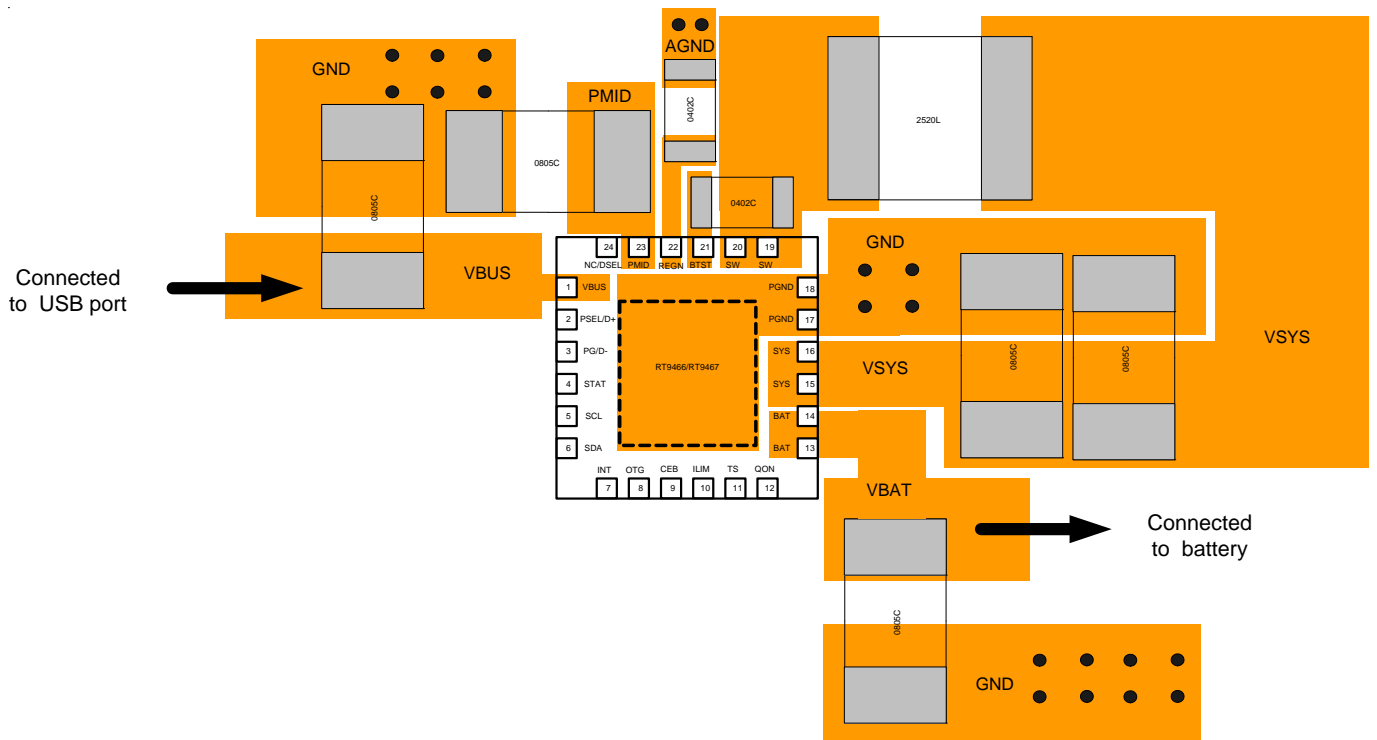 AGND
GND
PMID
0402C
2520L
0805C
0805C
0402C
GND
24 23 22 21 20 19
NC/DSEL PMID REGN BTST SW SW
Connected
to USB port
VBUS
1 VBUS
2 PSEL/D+
3 PG/D-
4 STAT
5 SCL
6 SDA
RT9466/RT9467
PGND 18
PGND 17
SYS 16
SYS 15
BAT 14
BAT 13
VSYS
0805C
0805C
VSYS
INT OTG CEB ILIM TS QON
7 8 9 10 11 12
VBAT
Connected
to battery
0805C
GND